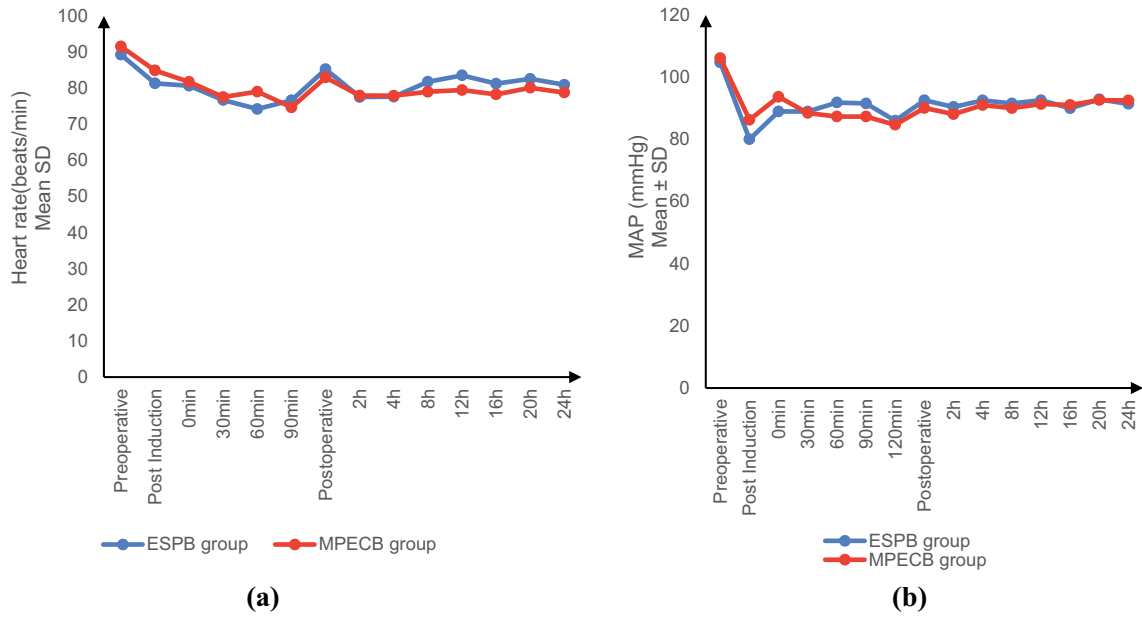 Heart rate(beats/min)
Mean SD
100
90
80
70
60
50
40
30
20
10
0
Preoperative
Post Induction
0min
30min
60min
90min
Postoperative
2h
4h
8h
12h
16h
20h
24h
ESPB group
MPECB group
(a)
MAP (mmHg)
Mean ± SD
120
100
80
60
40
20
0
Preoperative
Post Induction
0min
30min
60min
90min
120min
Postoperative
2h
4h
8h
12h
16h
20h
24h
ESPB group
MPECB group
(b)